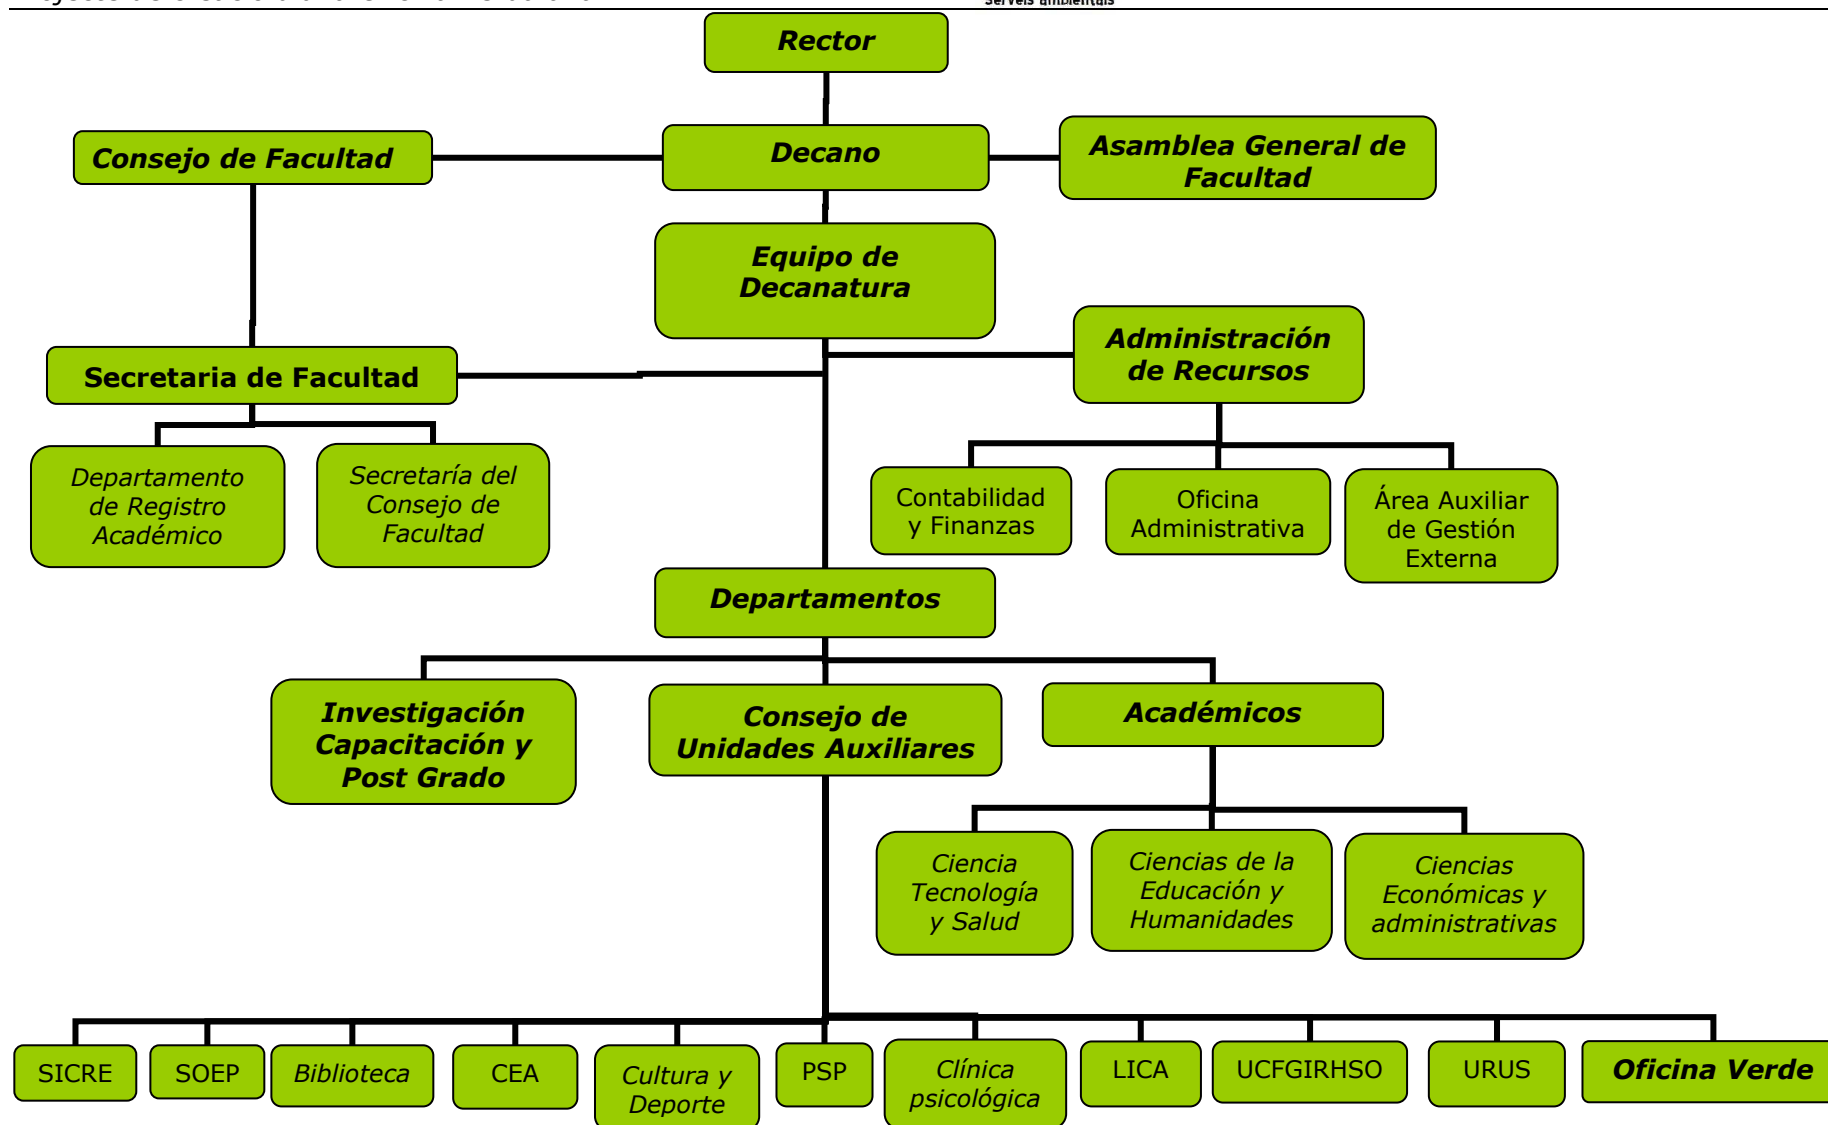 Serveis ambientals
Rector
Consejo de Facultad
Decano
Asamblea General de
Facultad
Equipo de
Decanatura
Administración
de Recursos
Secretaria de Facultad
Departamento
de Registro
Académico
Secretaría del
Consejo de
Facultad
Contabilidad
y Finanzas
Oficina
Administrativa
Área Auxiliar
de Gestión
Externa
Departamentos
Investigación
Capacitación y
Post Grado
Consejo de
Unidades Auxiliares
Académicos
Ciencia
Tecnología
y Salud
Ciencias de la
Educación y
Humanidades
Ciencias
Económicas y
administrativas
SICRE
SOEP
Biblioteca
CEA
Cultura y
Deporte
PSP
Clínica
psicológica
LICA
UCFGIRHSO
URUS
Oficina Verde